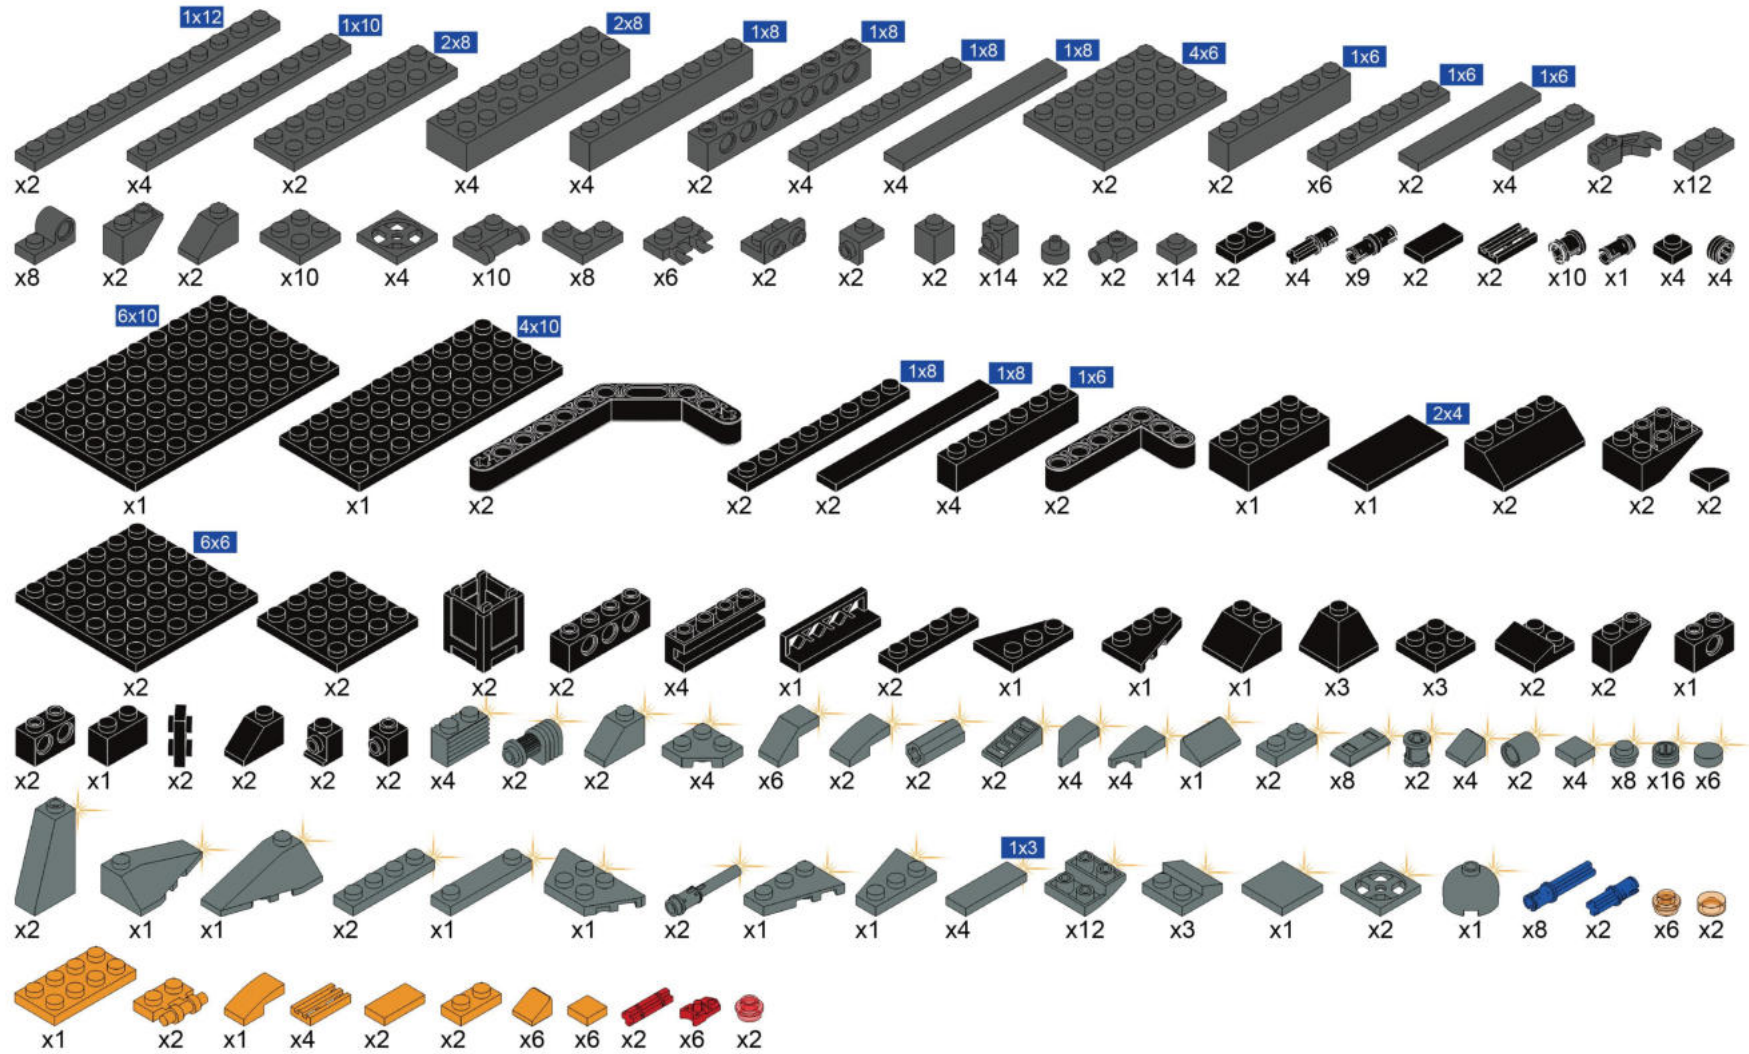 1x12 1x10 2x8 2x8 1x8 1x8 1x8 1x8 4x6 1x6 1x6 1x6
x2 x4 x2 x4 x4 x2 x4 x4 x2 x2 x6 x2 x4 x2 x12
x8 x2 x2 x10 x4 x10 x8 x6 x2 x2 x2 x14 x2 x2 x14 x2 x4 x9 x2 x2 x10 x1 x4 x4
6x10 4x10 1x8 1x8 1x6 2x4
x1 x1 x2 x2 x2 x4 x2 x1 x1 x2 x2 x2
6x6
x2 x2 x2 x2 x4 x1 x2 x1 x1 x1 x3 x3 x2 x2 x1
x2 x1 x2 x2 x2 x2 x4 x2 x2 x4 x6 x2 x2 x2 x4 x4 x1 x2 x8 x2 x4 x2 x4 x8 x16 x6
1x3
x2 x1 x1 x2 x1 x1 x2 x1 x1 x4 x12 x3 x1 x2 x1 x8 x2 x6 x2
x1 x2 x1 x4 x2 x2 x6 x6 x2 x6 x2